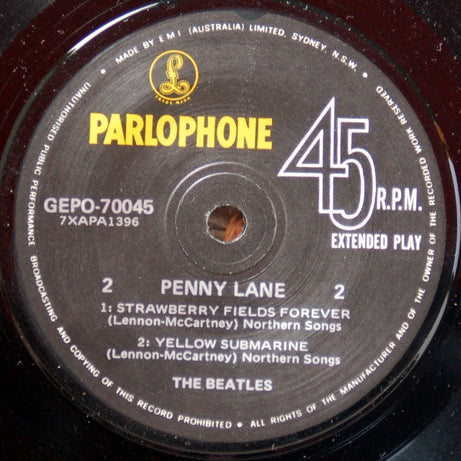 MADE BY E M I (AUSTRALIA) LIMITED, SYDNEY, N.S.W. •
UNAUTHORISED PUBLIC PERFORMANCE BROADCASTING AND COPYING OF THIS RECORD PROHIBITED • ALL RIGHTS OF THE MANUFACTURER AND OF THE OWNER OF THE RECORDED WORK RESERVED
£
TRADE MARK
PARLOPHONE
45 R.P.M.
EXTENDED PLAY
GEPO-70045
7XAPA1396
2 PENNY LANE 2
1: STRAWBERRY FIELDS FOREVER
(Lennon-McCartney) Northern Songs
2: YELLOW SUBMARINE
(Lennon-McCartney) Northern Songs
THE BEATLES